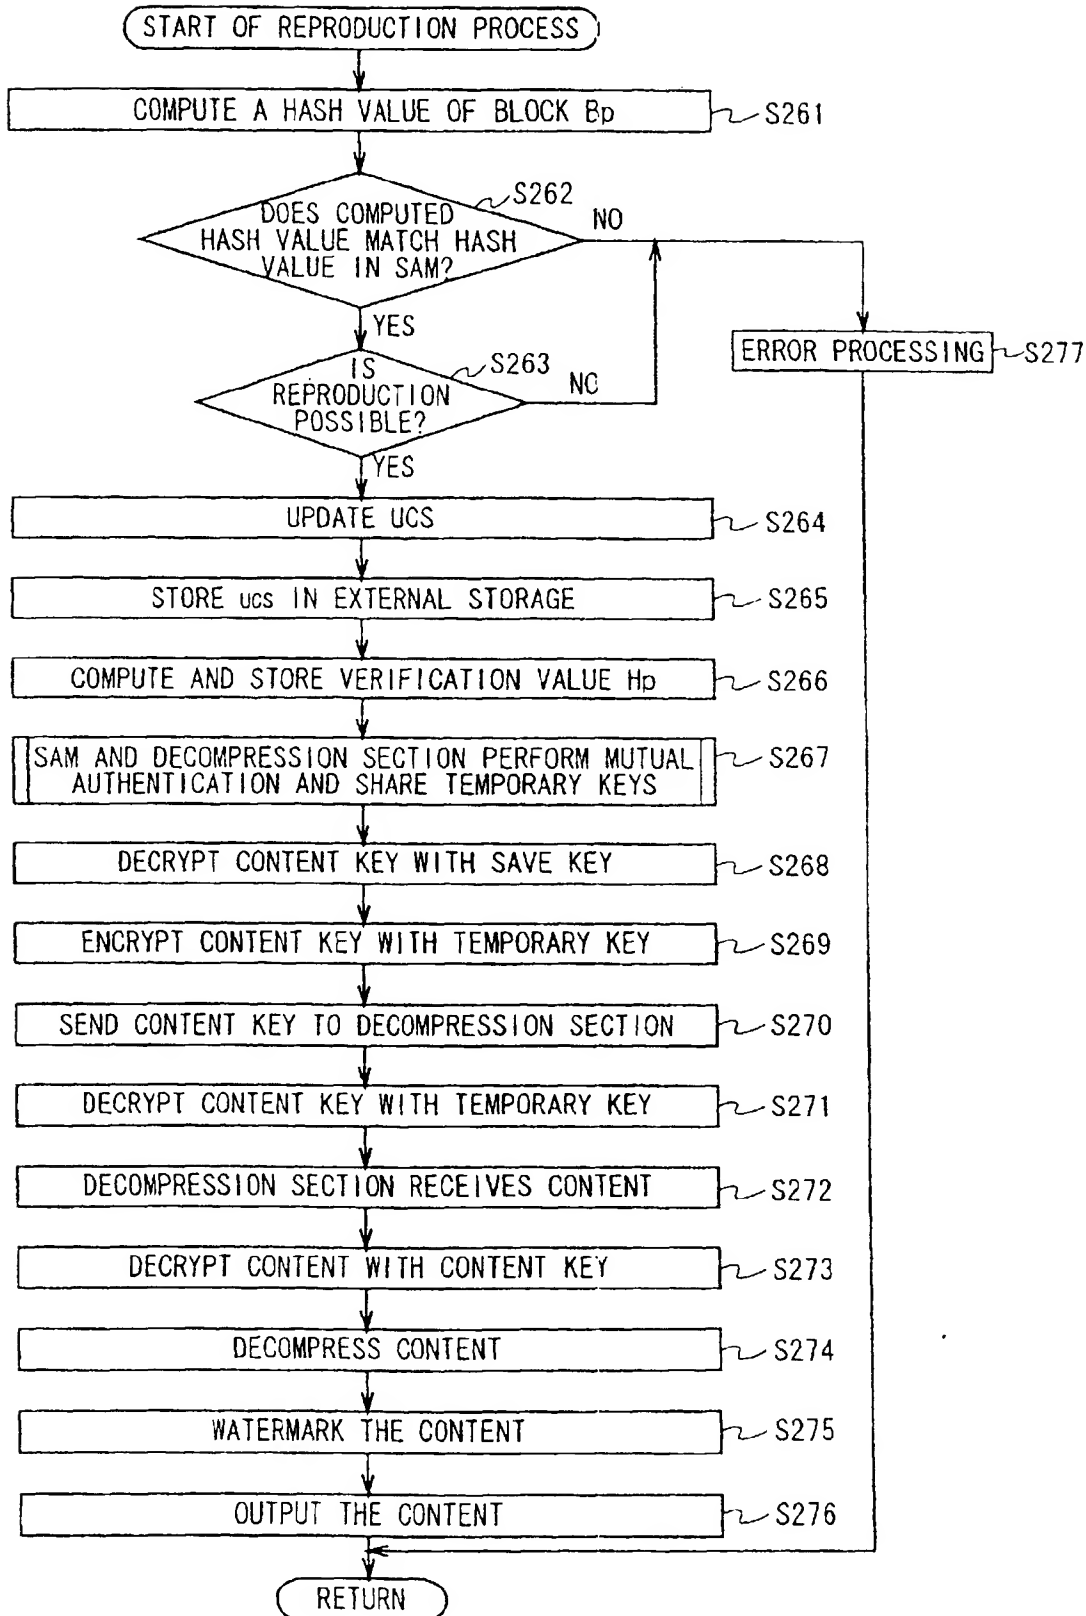 START OF REPRODUCTION PROCESS
COMPUTE A HASH VALUE OF BLOCK Bp
S261
S262
DOES COMPUTED
HASH VALUE MATCH HASH
VALUE IN SAM?
NO
YES
S263
IS
REPRODUCTION
POSSIBLE?
NO
ERROR PROCESSING
S277
YES
UPDATE UCS
S264
STORE ucs IN EXTERNAL STORAGE
S265
COMPUTE AND STORE VERIFICATION VALUE Hp
S266
SAM AND DECOMPRESSION SECTION PERFORM MUTUAL
AUTHENTICATION AND SHARE TEMPORARY KEYS
S267
DECRYPT CONTENT KEY WITH SAVE KEY
S268
ENCRYPT CONTENT KEY WITH TEMPORARY KEY
S269
SEND CONTENT KEY TO DECOMPRESSION SECTION
S270
DECRYPT CONTENT KEY WITH TEMPORARY KEY
S271
DECOMPRESSION SECTION RECEIVES CONTENT
S272
DECRYPT CONTENT WITH CONTENT KEY
S273
DECOMPRESS CONTENT
S274
WATERMARK THE CONTENT
S275
OUTPUT THE CONTENT
S276
RETURN